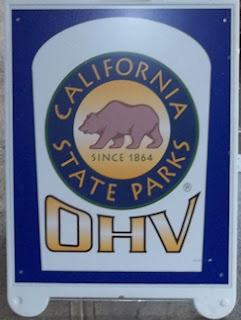 CALIFORNIA
SINCE 1864
STATE PARKS
®
OHV